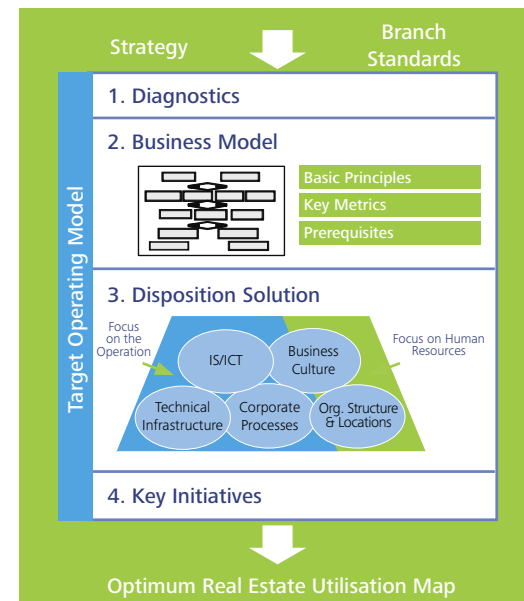 Strategy
Branch
Standards
Target Operating Model
1. Diagnostics
2. Business Model
Basic Principles
Key Metrics
Prerequisites
3. Disposition Solution
Focus
on the
Operation
Focus on Human
Resources
IS/ICT
Business
Culture
Technical
Infrastructure
Corporate
Processes
Org. Structure
& Locations
4. Key Initiatives
Optimum Real Estate Utilisation Map